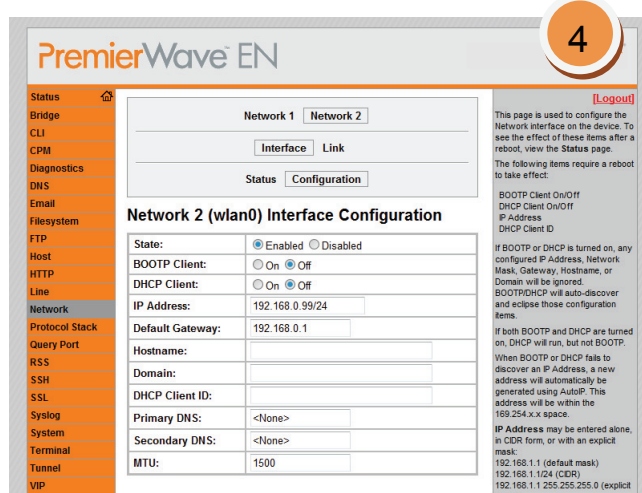 4
PremierWave EN
Status
Bridge
CLI
CPM
Diagnostics
DNS
Email
Filesystem
FTP
Host
HTTP
Line
Network
Protocol Stack
Query Port
RSS
SSH
SSL
Syslog
System
Terminal
Tunnel
VIP
Network 1 Network 2
Interface Link
Status Configuration
Network 2 (wlan0) Interface Configuration
State: Enabled Disabled
BOOTP Client: On Off
DHCP Client: On Off
IP Address: 192.168.0.99/24
Default Gateway: 192.168.0.1
Hostname:
Domain:
DHCP Client ID:
Primary DNS: <None>
Secondary DNS: <None>
MTU: 1500
[Logout]
This page is used to configure the
Network interface on the device. To
see the effect of these items after a
reboot, view the Status page.
The following items require a reboot
to take effect:
BOOTP Client On/Off
DHCP Client On/Off
IP Address
DHCP Client ID
If BOOTP or DHCP is turned on, any
configured IP Address, Network
Mask, Gateway, Hostname, or
Domain will be ignored.
BOOTP/DHCP will auto-discover
and eclipse those configuration
items.
If both BOOTP and DHCP are turned
on, DHCP will run, but not BOOTP.
When BOOTP or DHCP fails to
discover an IP Address, a new
address will automatically be
generated using AutoIP. This
address will be within the
169.254.x.x space.
IP Address may be entered alone,
in CIDR form, or with an explicit
mask:
192.168.1.1 (default mask)
192.168.1.1/24 (CIDR)
192.168.1.1 255.255.255.0 (explicit